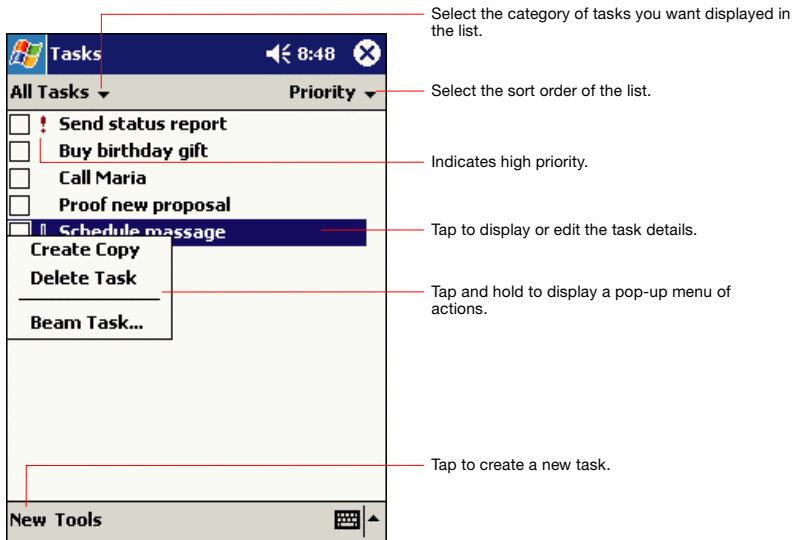 Select the category of tasks you want displayed in
the list.
Tasks 8:48
All Tasks Priority
Select the sort order of the list.
! Send status report
Buy birthday gift
Indicates high priority.
Call Maria
Proof new proposal
Schedule massage
Tap to display or edit the task details.
Create Copy
Delete Task
Beam Task...
Tap and hold to display a pop-up menu of
actions.
Tap to create a new task.
New Tools